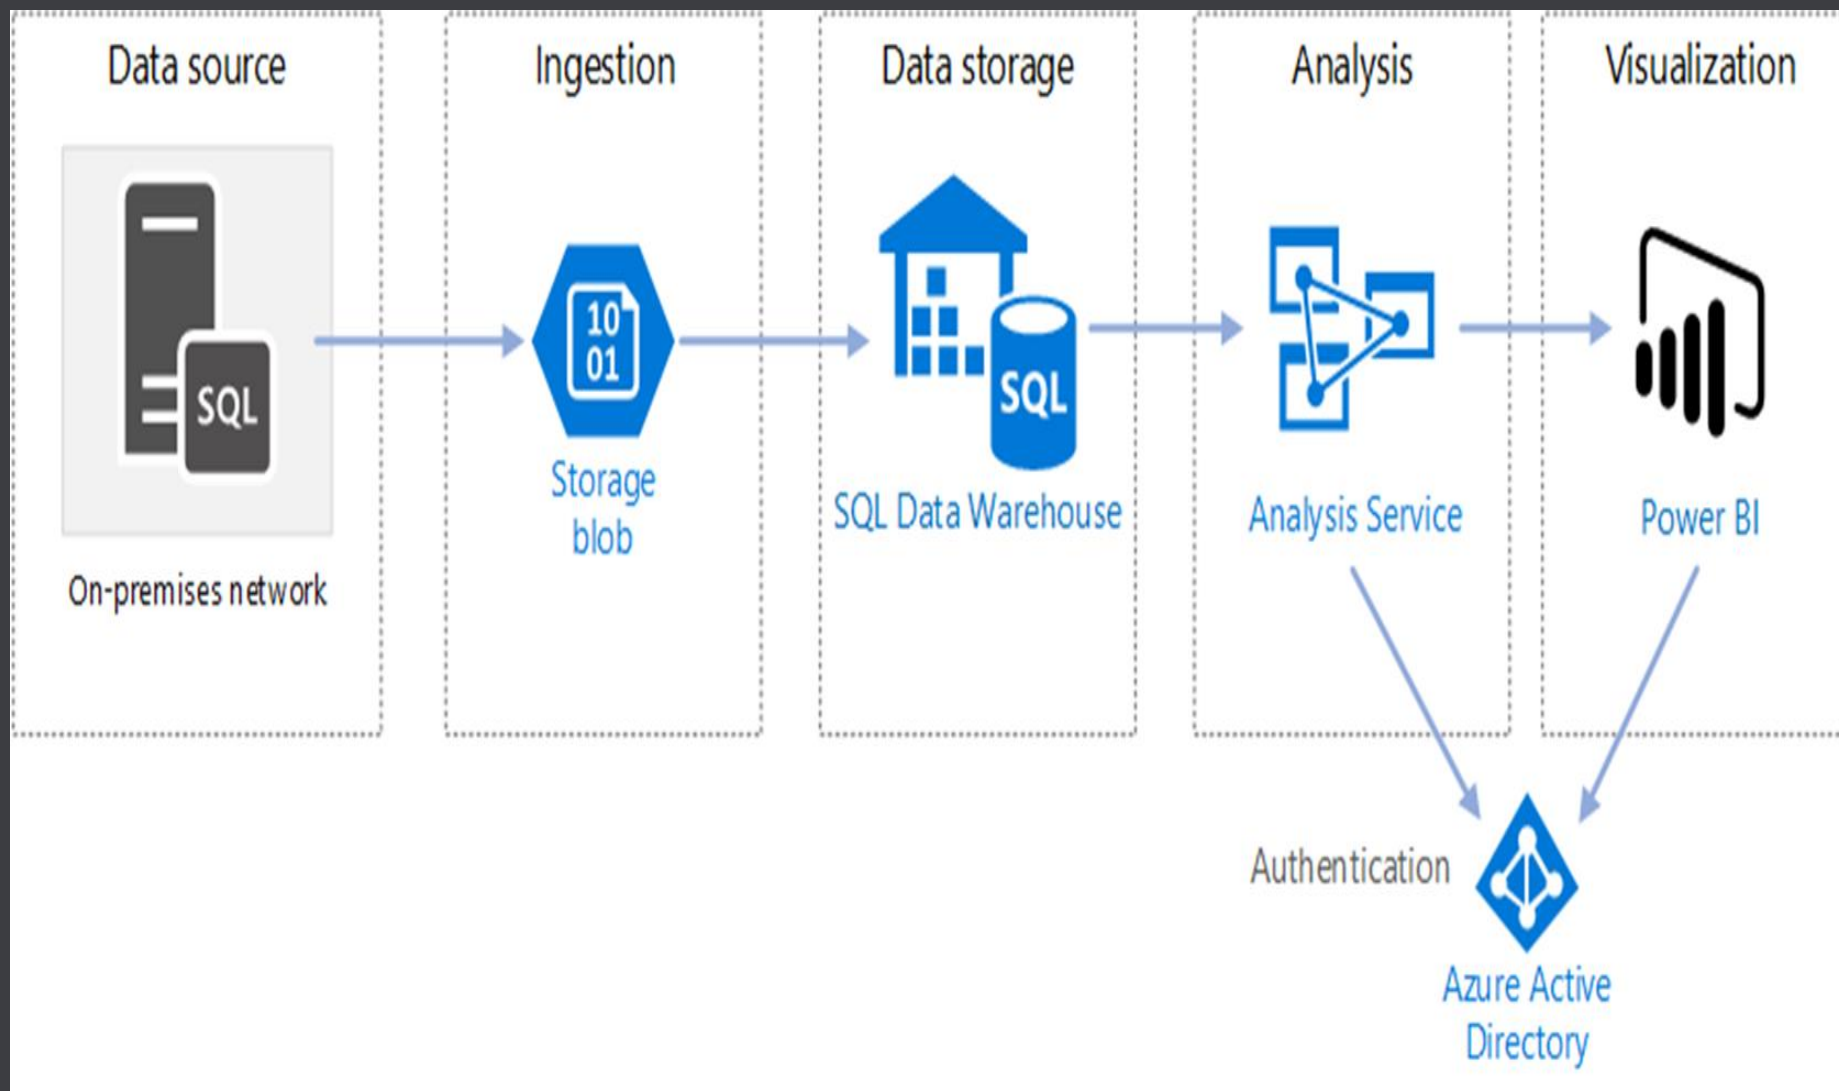 Data source
Ingestion
Data storage
Analysis
Visualization
SQL
On-premises network
10
01
Storage
blob
SQL
SQL Data Warehouse
Analysis Service
Power BI
Authentication
Azure Active
Directory